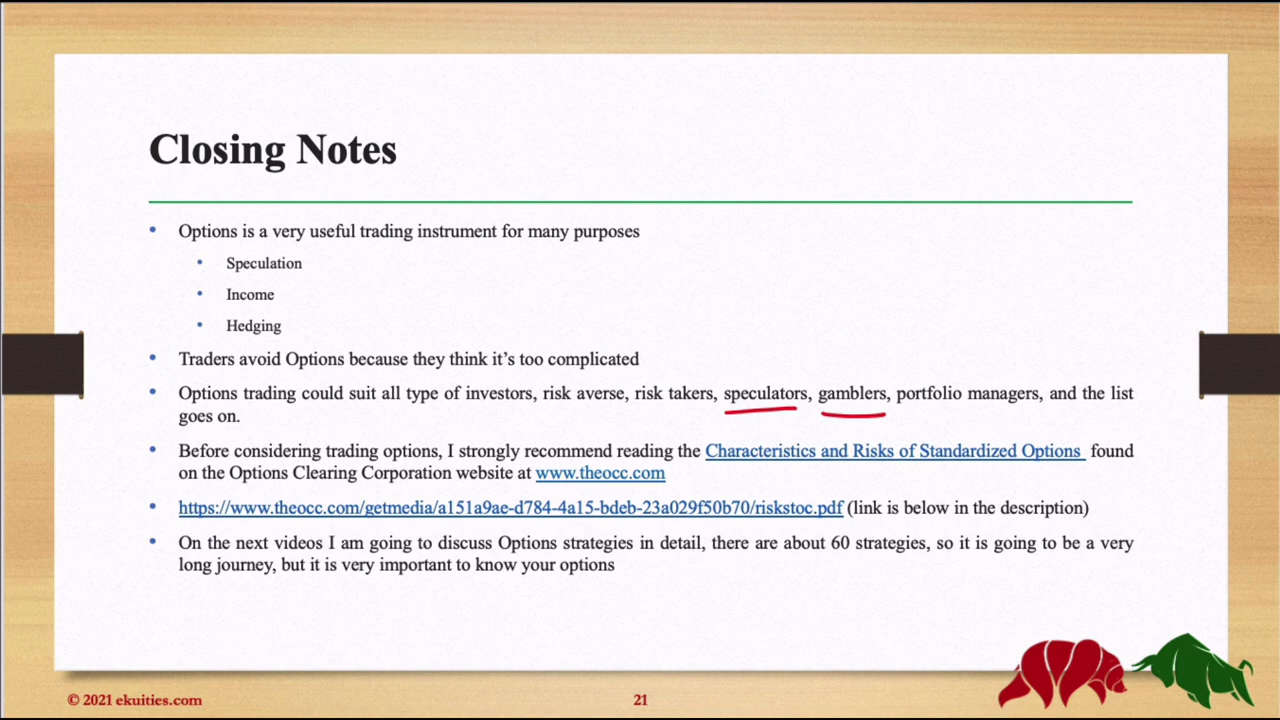 Closing Notes
• Options is a very useful trading instrument for many purposes
• Speculation
• Income
• Hedging
• Traders avoid Options because they think it’s too complicated
• Options trading could suit all type of investors, risk averse, risk takers, speculators, gamblers, portfolio managers, and the list
goes on.
• Before considering trading options, I strongly recommend reading the Characteristics and Risks of Standardized Options found
on the Options Clearing Corporation website at www.theocc.com
• https://www.theocc.com/getmedia/a151a9ae-d784-4a15-bdeb-23a029f50b70/riskstoc.pdf (link is below in the description)
• On the next videos I am going to discuss Options strategies in detail, there are about 60 strategies, so it is going to be a very
long journey, but it is very important to know your options
© 2021 ekuities.com
21